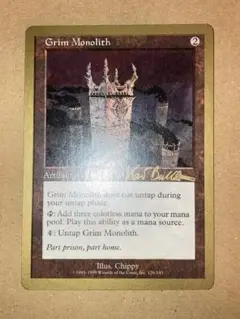 Grim Monolith 2
Artifact
Grim Monolith does not untap during
your untap phase.
: Add three colorless mana to your mana
pool. Play this ability as a mana source.
4: Untap Grim Monolith.
Part prison, part home.
Illus. Chippy